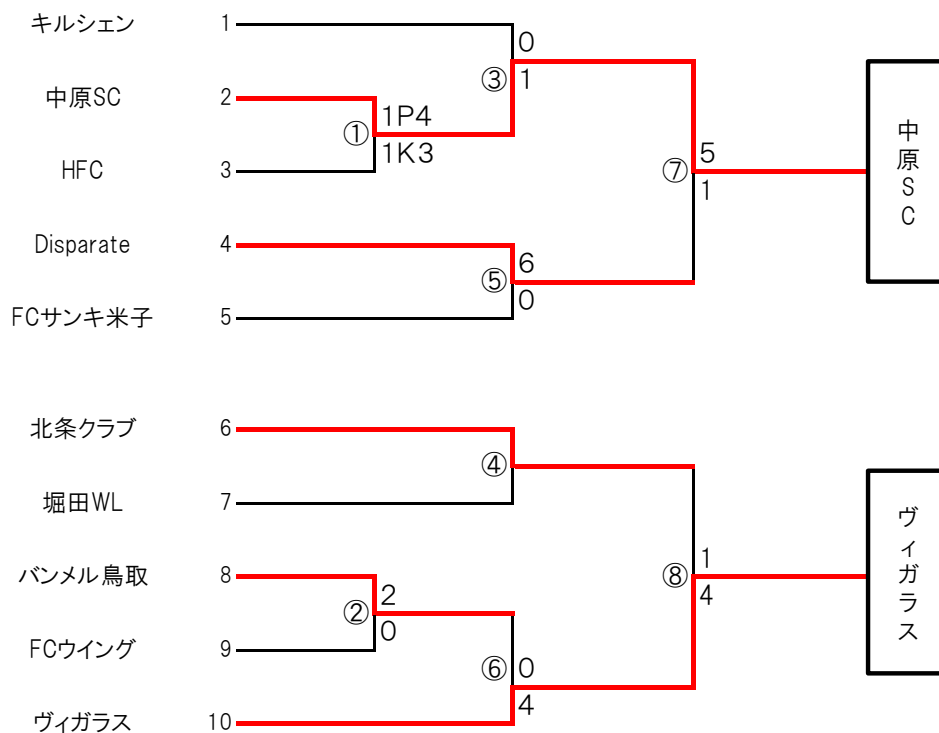 キルシェン 1
0
③ 1
中原SC 2
1P4
①
1K3
HFC 3
5
⑦
1
中原SC
Disparate 4
6
⑤
0
FCサンキ米子 5
北条クラブ 6
④
堀田WL 7
バンメル鳥取 8
2
②
0
FCウイング 9
1
⑧
4
ヴィガラス
0
⑥
4
ヴィガラス 10